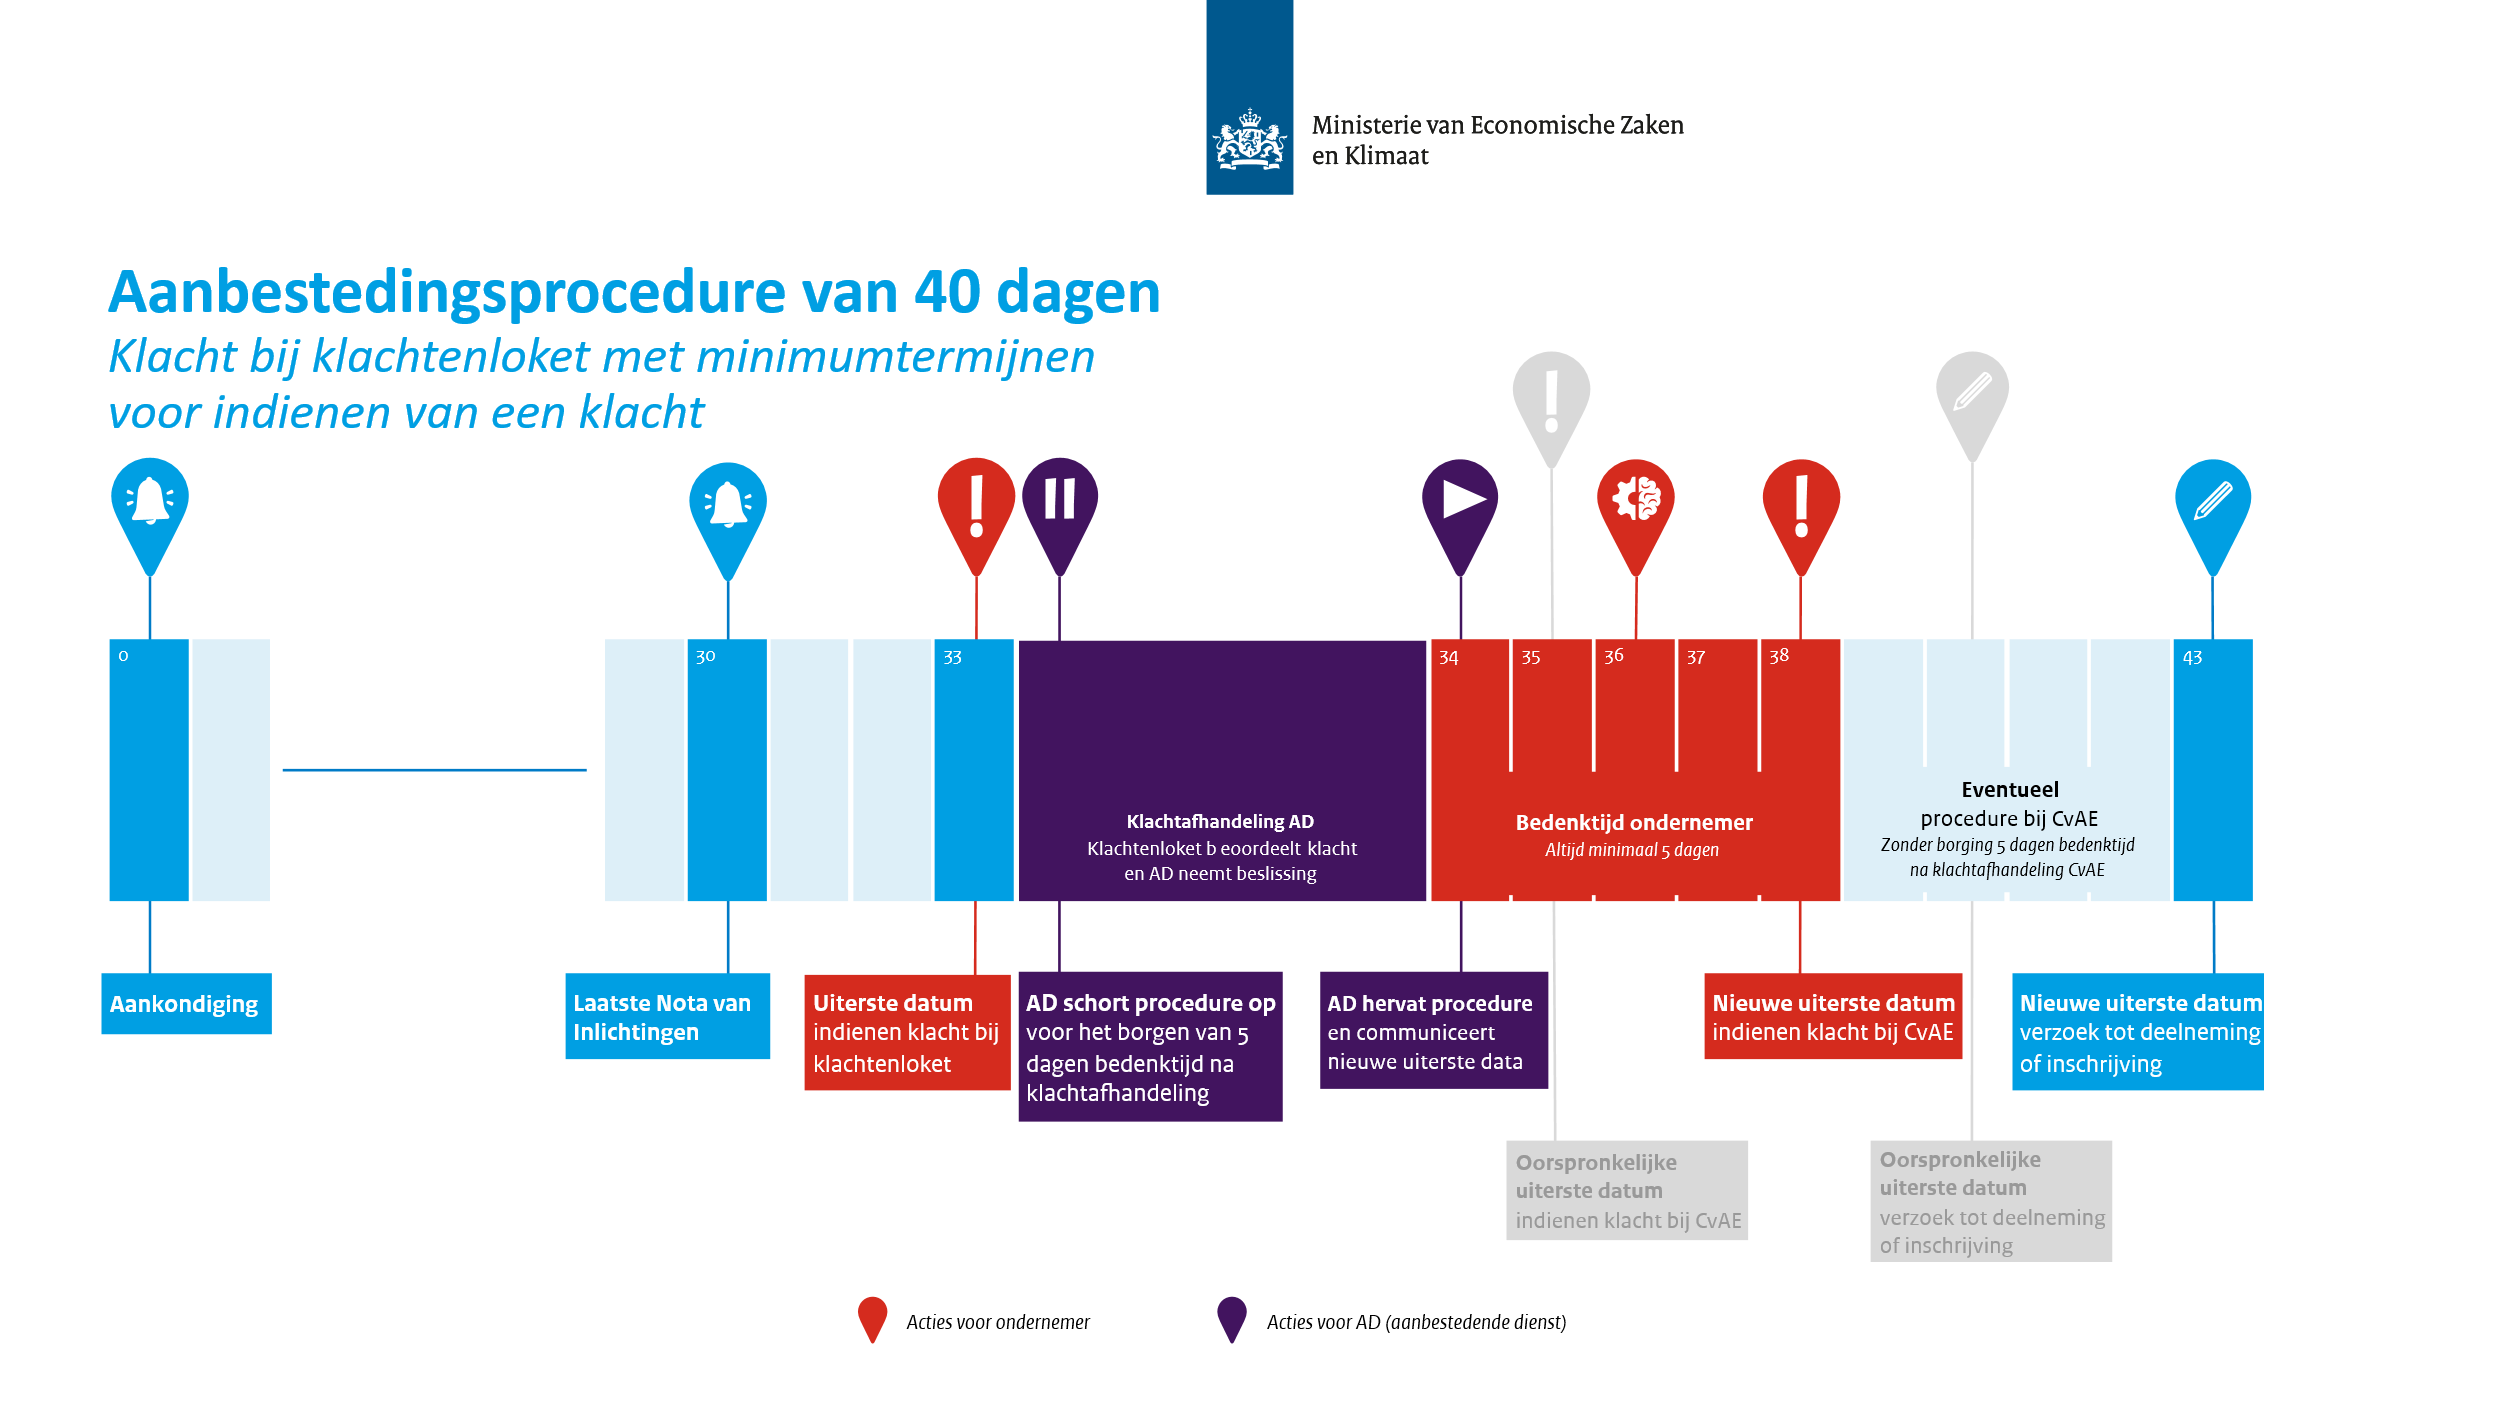 Ministerie van Economische Zaken
en Klimaat
Aanbestedingsprocedure van 40 dagen
Klacht bij klachtenloket met minimumtermijnen
voor indienen van een klacht
0
30
33
34
35
36
37
38
43
Klachtafhandeling AD
Klachtenloket b eoordeelt klacht
en AD neemt beslissing
Bedenktijd ondernemer
Altijd minimaal 5 dagen
Eventueel
procedure bij CvAE
Zonder borging 5 dagen bedenktijd
na klachtafhandeling CvAE
Aankondiging
Laatste Nota van
Inlichtingen
Uiterste datum
indienen klacht bij
klachtenloket
AD schort procedure op
voor het borgen van 5
dagen bedenktijd na
klachtafhandeling
AD hervat procedure
en communiceert
nieuwe uiterste data
Nieuwe uiterste datum
indienen klacht bij CvAE
Nieuwe uiterste datum
verzoek tot deelneming
of inschrijving
Oorspronkelijke
uiterste datum
indienen klacht bij CvAE
Oorspronkelijke
uiterste datum
verzoek tot deelneming
of inschrijving
Acties voor ondernemer
Acties voor AD (aanbestedende dienst)